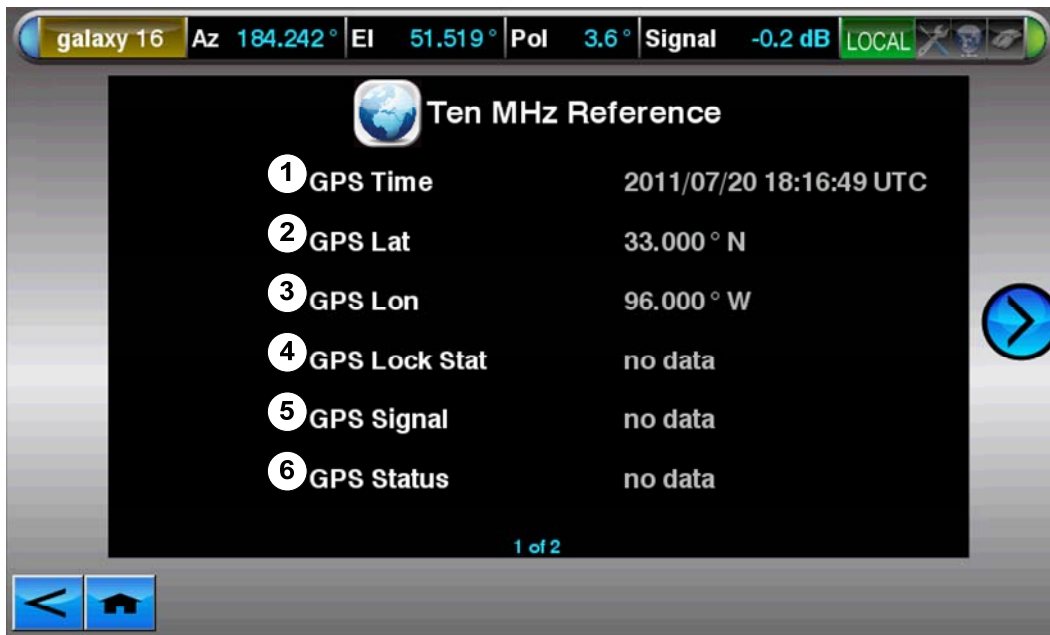 galaxy 16 Az 184.242° El 51.519° Pol 3.6° Signal -0.2 dB LOCAL
Ten MHz Reference
1 GPS Time 2011/07/20 18:16:49 UTC
2 GPS Lat 33.000° N
3 GPS Lon 96.000° W
4 GPS Lock Stat no data
5 GPS Signal no data
6 GPS Status no data
1 of 2